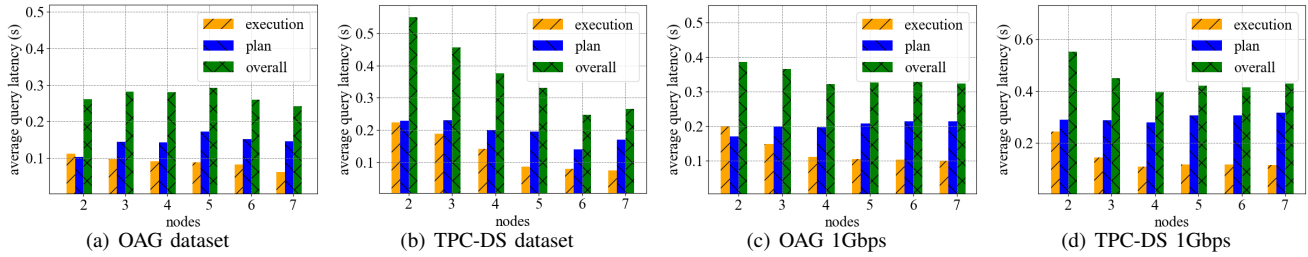 average query latency (s)
0.5
0.4
0.3
0.2
0.1
execution
plan
overall
2 3 4 5 6 7
nodes
(a) OAG dataset
average query latency (s)
0.5
0.4
0.3
0.2
0.1
execution
plan
overall
2 3 4 5 6 7
nodes
(b) TPC-DS dataset
average query latency (s)
0.5
0.4
0.3
0.2
0.1
execution
plan
overall
2 3 4 5 6 7
nodes
(c) OAG 1Gbps
average query latency (s)
0.6
0.4
0.2
execution
plan
overall
2 3 4 5 6 7
nodes
(d) TPC-DS 1Gbps